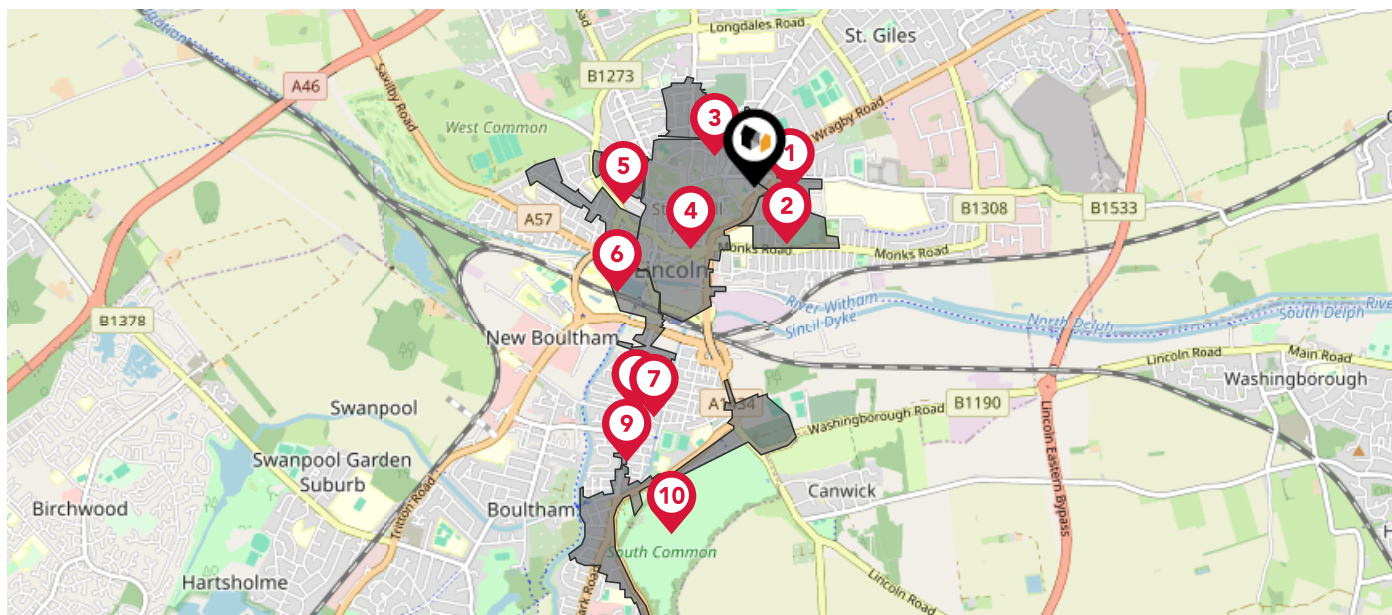 Longdales Road
St. Giles
B1273
A46
Saxilby Road
West Common
Wragby Road
3
1
5
2
4
A57
B1308
B1533
Monks Road
Monks Road
6
Lincoln
River Witham
Sincil Dyke
North Delph
South Delph
B1378
New Boultham
Lincoln Road
Main Road
Washingborough
7
Swanpool
B1190
Washingborough Road
9
Lincoln Eastern Bypass
Swanpool Garden
Suburb
Tritton Road
10
Canwick
Birchwood
Boultham
South Common
Hartsholme
Lincoln Road